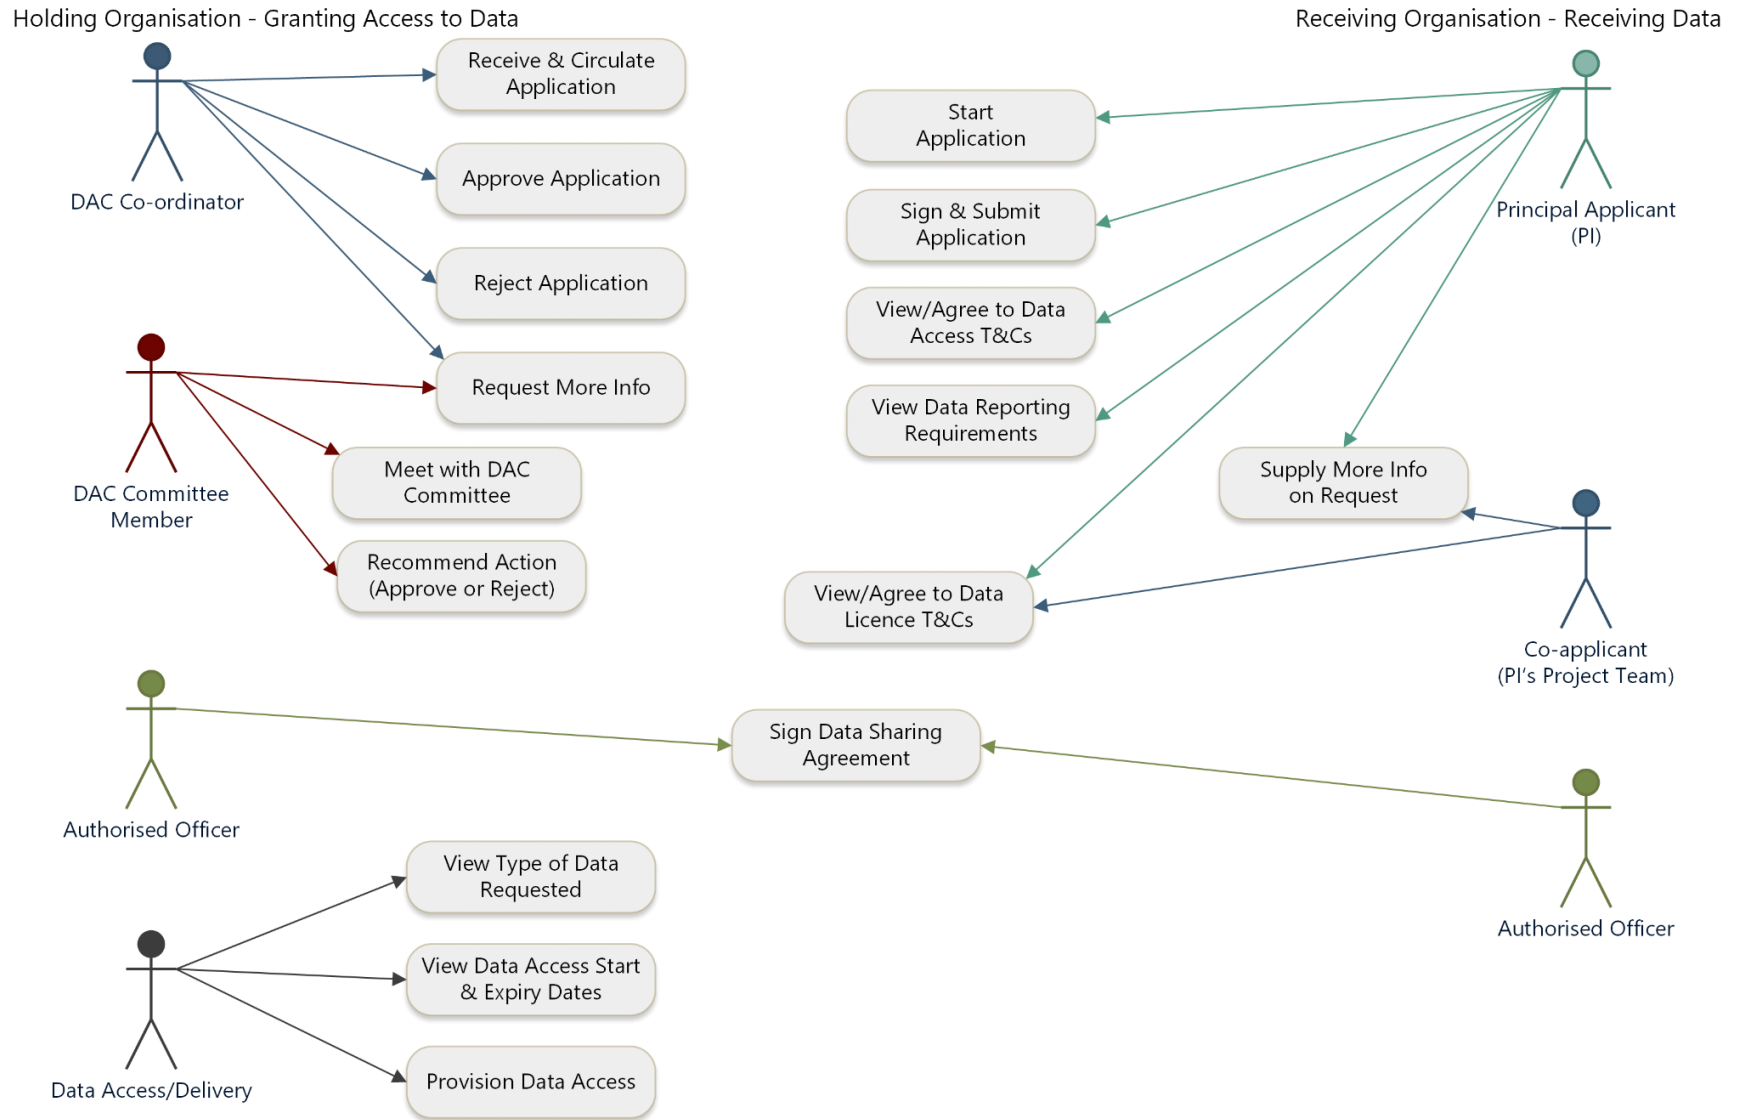 Holding Organisation - Granting Access to Data
Receive & Circulate
Application
Approve Application
DAC Co-ordinator
Reject Application
Request More Info
Meet with DAC
Committee
DAC Committee
Member
Recommend Action
(Approve or Reject)
Receiving Organisation - Receiving Data
Start
Application
Sign & Submit
Application
Principal Applicant
(PI)
View/Agree to Data
Access T&Cs
View Data Reporting
Requirements
Supply More Info
on Request
View/Agree to Data
Licence T&Cs
Co-applicant
(PI's Project Team)
Sign Data Sharing
Agreement
Authorised Officer
Authorised Officer
View Type of Data
Requested
View Data Access Start
& Expiry Dates
Provision Data Access
Data Access/Delivery